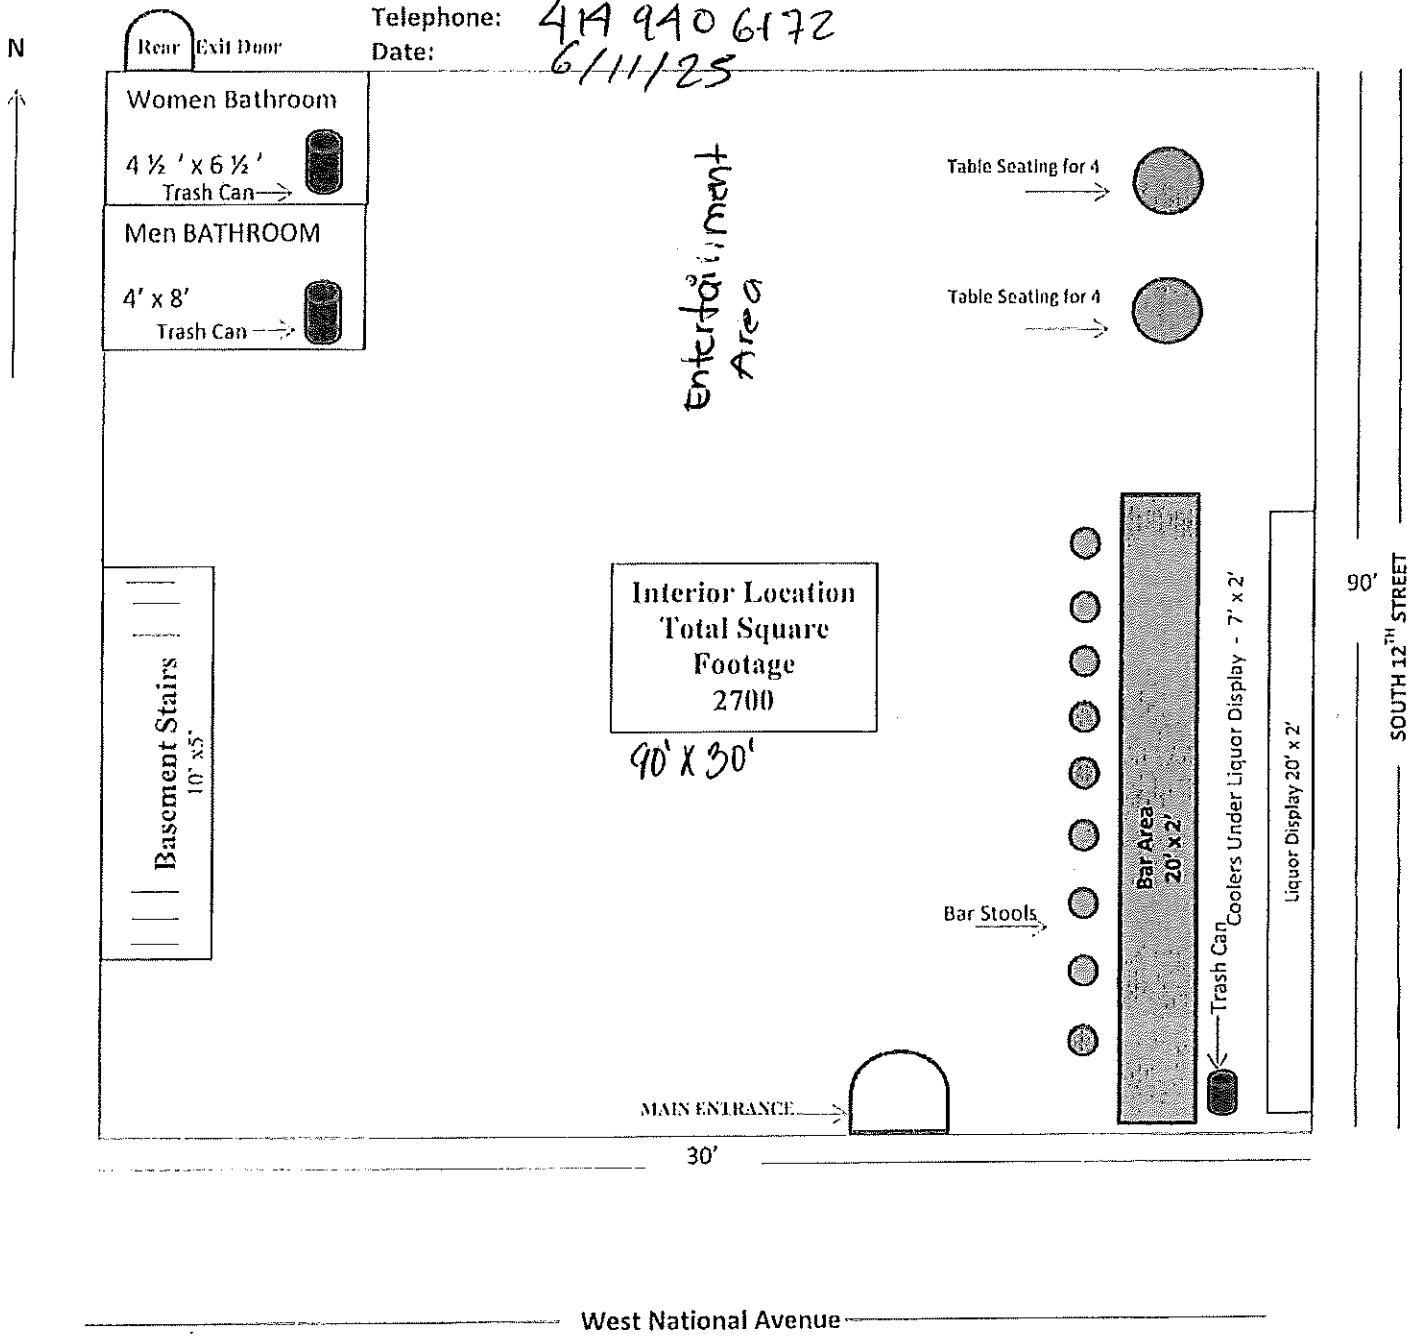 Telephone: 414 940 6172
Date: 6/11/25
N
Rear Exit Door
Women Bathroom
4 ½ ' x 6 ½ '
Trash Can
Men BATHROOM
4' x 8'
Trash Can
Entertainment
Area
Table Seating for 4
Table Seating for 4
Interior Location
Total Square
Footage
2700
90' X 30'
Basement Stairs
10" x5"
Bar Stools
Bar Area
20' x 2'
Trash Can
Coolers Under Liquor Display - 7' x 2'
Liquor Display 20' x 2'
90'
SOUTH 12TH STREET
MAIN ENTRANCE
30'
West National Avenue